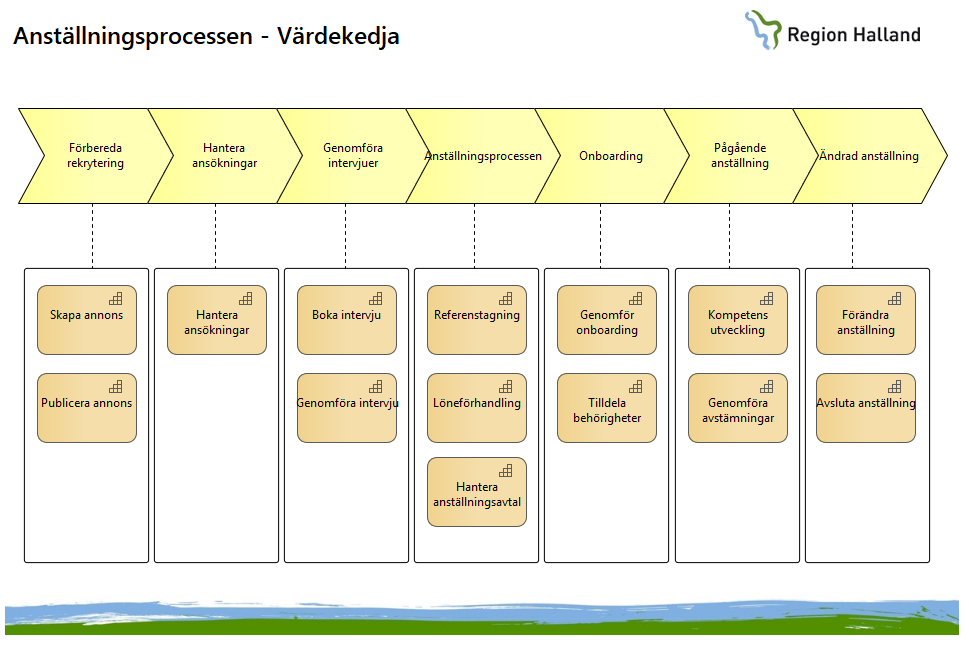 Anställningsprocessen - Värdekedja
Region Halland
Förbereda
rekrytering
Hantera
ansökningar
Genomföra
intervjuer
Anställningsprocessen
Onboarding
Pågående
anställning
Ändrad anställning
Skapa annons
Publicera annons
Hantera
ansökningar
Boka intervju
Genomföra intervju
Referenstagning
Löneförhandling
Hantera
anställningsavtal
Genomför
onboarding
Tilldela
behörigheter
Kompetens
utveckling
Genomföra
avstämningar
Förändra
anställning
Avsluta anställning